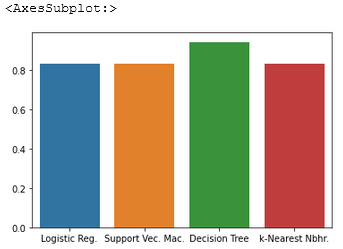 <AxesSubplot:>
0.8
0.6
0.4
0.2
0.0
Logistic Reg. Support Vec. Mac. Decision Tree k-Nearest Nbhr.